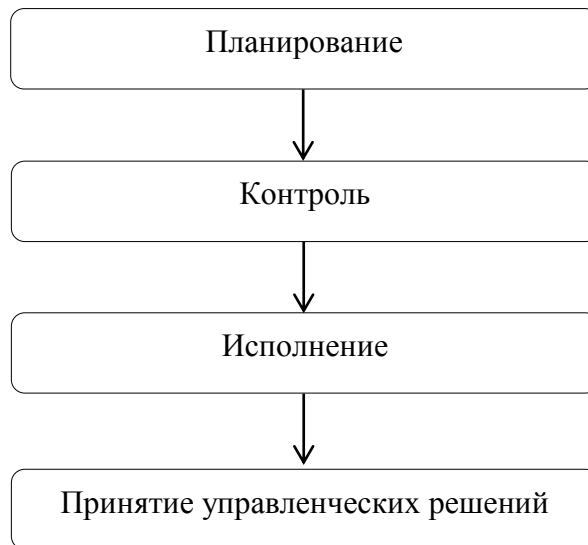 Планирование
Контроль
Исполнение
Принятие управленческих решений